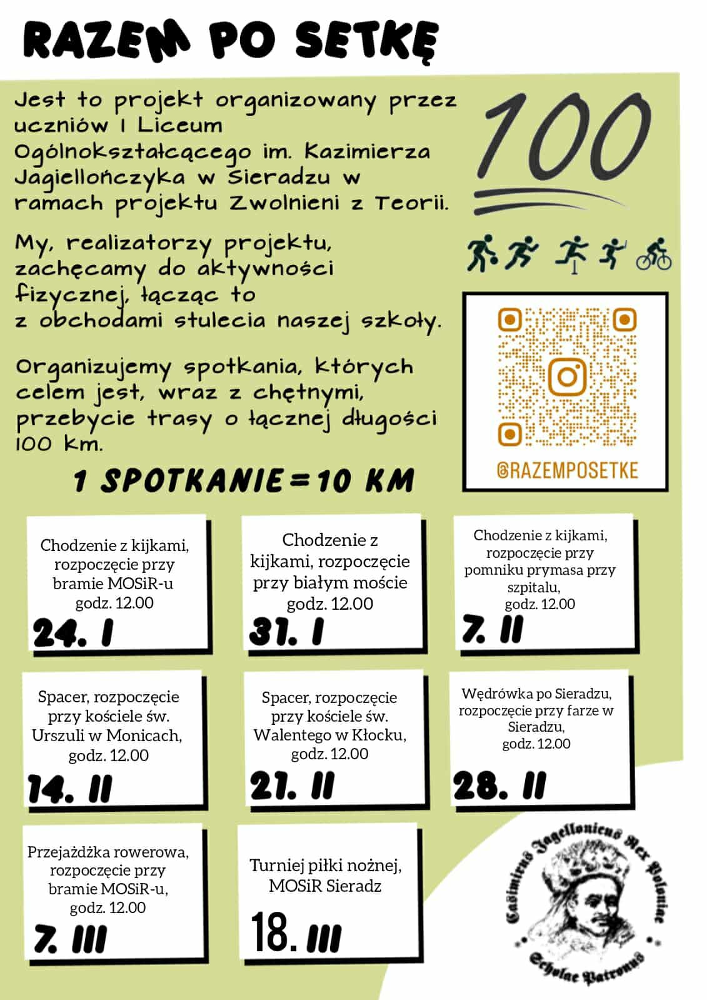 RAZEM PO SETKĘ
Jest to projekt organizowany przez
uczniów I Liceum
Ogólnokształcącego im. Kazimierza
Jagiellończyka w Sieradzu w
ramach projektu Zwolnieni z Teorii.
100
My, realizatorzy projektu,
zachęcamy do aktywności
fizycznej, łącząc to
z obchodami stulecia naszej szkoły.
Organizujemy spotkania, których
celem jest, wraz z chętnymi,
przebycie trasy o łącznej długości
100 km.
@RAZEMPOSETKE
1 SPOTKANIE=10 KM
Chodzenie z kijkami,
rozpoczęcie przy
bramie MOSiR-u
godz. 12.00
24. I
Chodzenie z
kijkami, rozpoczęcie
przy białym moście
godz. 12.00
31. I
Chodzenie z kijkami,
rozpoczęcie przy
pomniku prymasa przy
szpitalu,
godz. 12.00
7. II
Spacer, rozpoczęcie
przy kościele św.
Urszuli w Monicach,
godz. 12.00
14. II
Spacer, rozpoczęcie
przy kościele św.
Walentego w Kłocku,
godz. 12.00
21. II
Wędrówka po Sieradzu,
rozpoczęcie przy farze w
Sieradzu,
godz. 12.00
28. II
Przejażdżka rowerowa,
rozpoczęcie przy
bramie MOSiR-u,
godz. 12.00
7. III
Turniej piłki nożnej,
MOSiR Sieradz
18. III
Casimirus Jagellonicus Rex Poloniae
Scholae Patronus